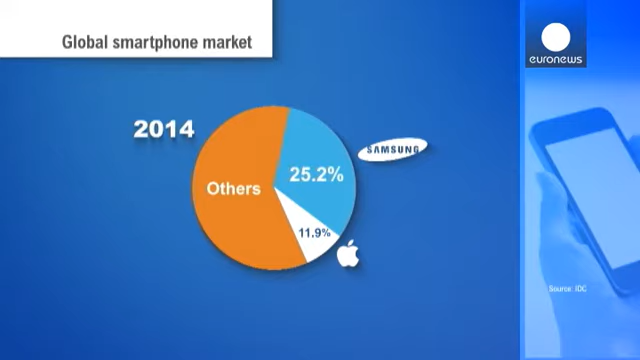 Global smartphone market
euronews
2014
SAMSUNG
25.2%
Others
11.9%
Source: IDC